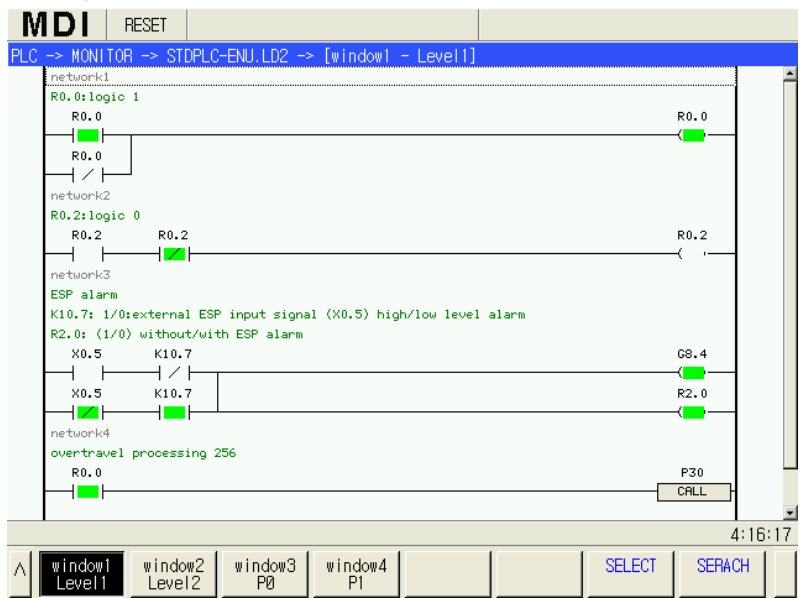 MDI RESET
PLC -> MONITOR -> STDPLC-ENU.LD2 -> [window1 - Level1]
network1
R0.0:logic 1
R0.0 R0.0
R0.0
network2
R0.2:logic 0
R0.2 R0.2 R0.2
network3
ESP alarm
K10.7: 1/0:external ESP input signal (X0.5) high/low level alarm
R2.0: (1/0) without/with ESP alarm
X0.5 K10.7 G8.4
X0.5 K10.7 R2.0
network4
overtravel processing 256
R0.0 P30
CALL
4:16:17
window1 window2 window3 window4 SELECT SERACH
Level1 Level2 P0 P1